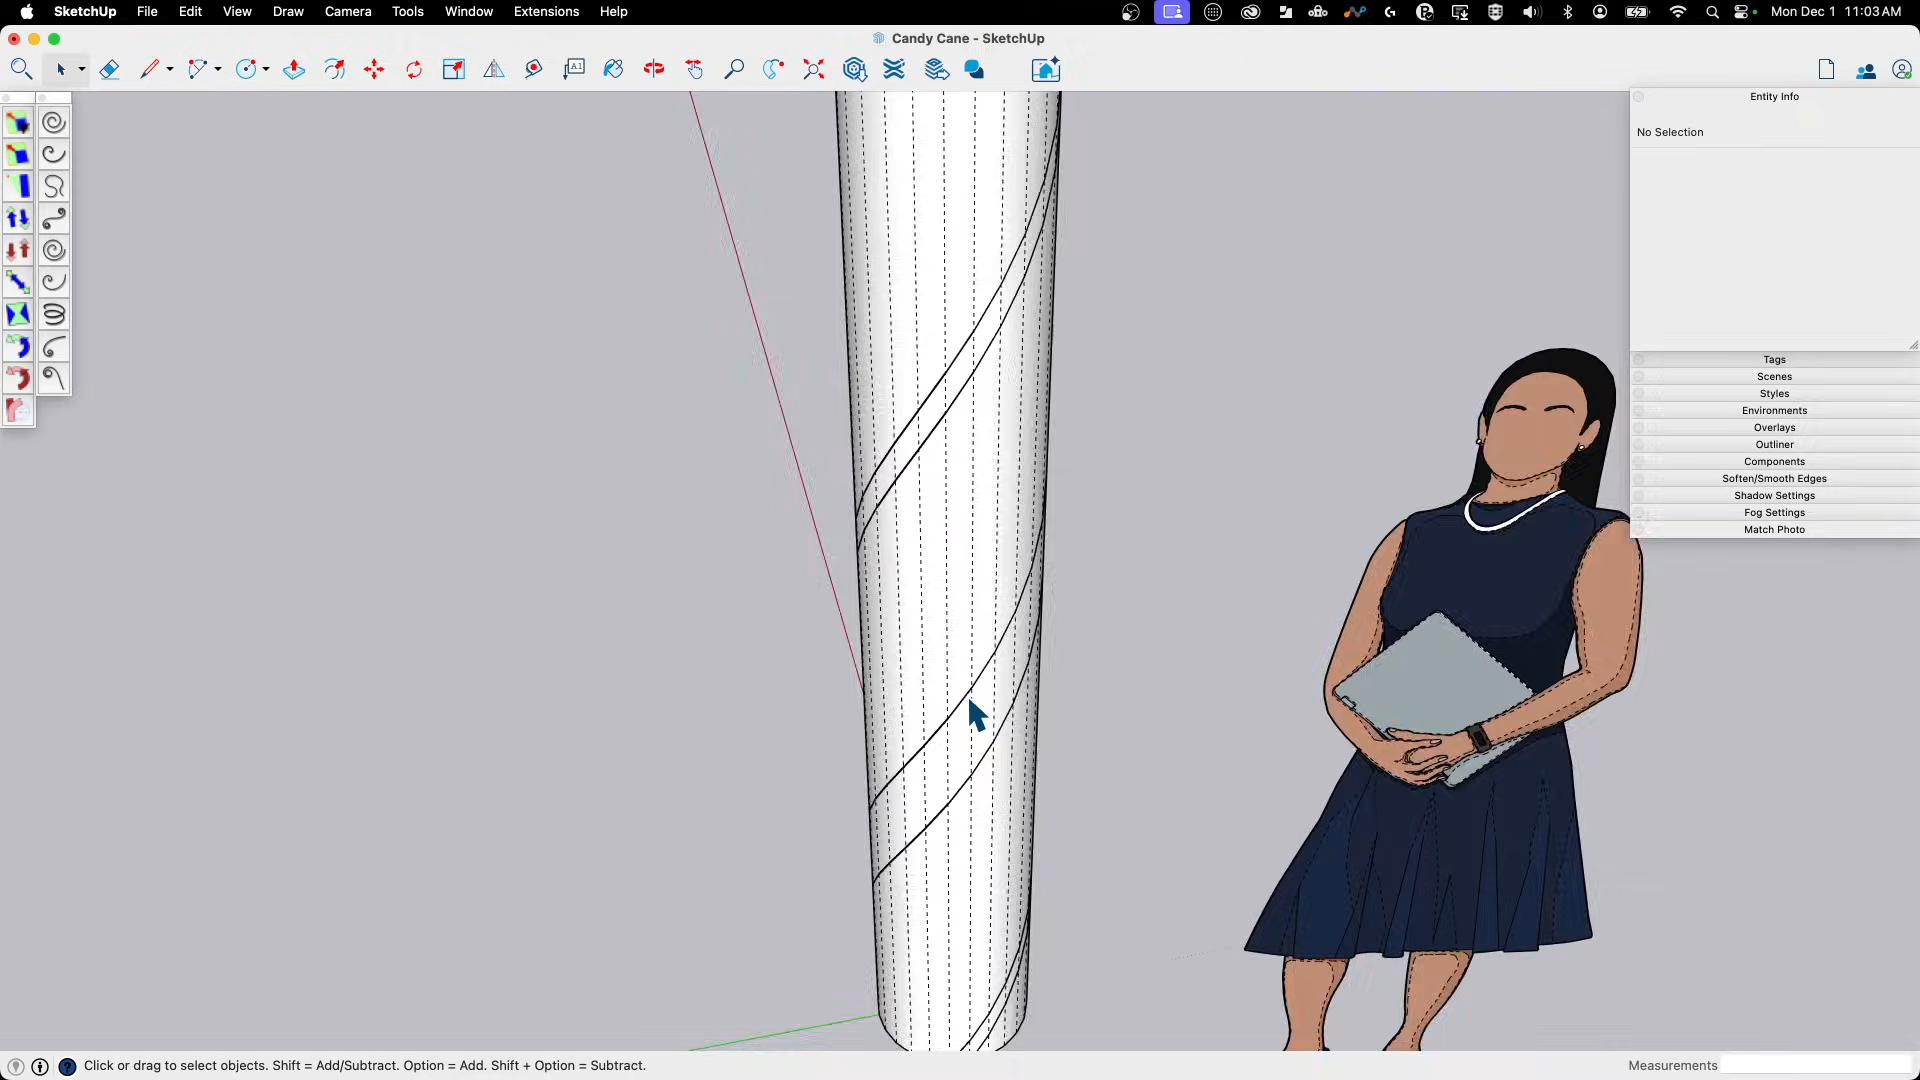 SketchUp File Edit View Draw Camera Tools Window Extensions Help
Mon Dec 1 11:03 AM
Candy Cane - SketchUp
A1
Entity Info
No Selection
Tags
Scenes
Styles
Environments
Overlays
Outliner
Components
Soften/Smooth Edges
Shadow Settings
Fog Settings
Match Photo
Click or drag to select objects. Shift = Add/Subtract. Option = Add. Shift + Option = Subtract.
Measurements